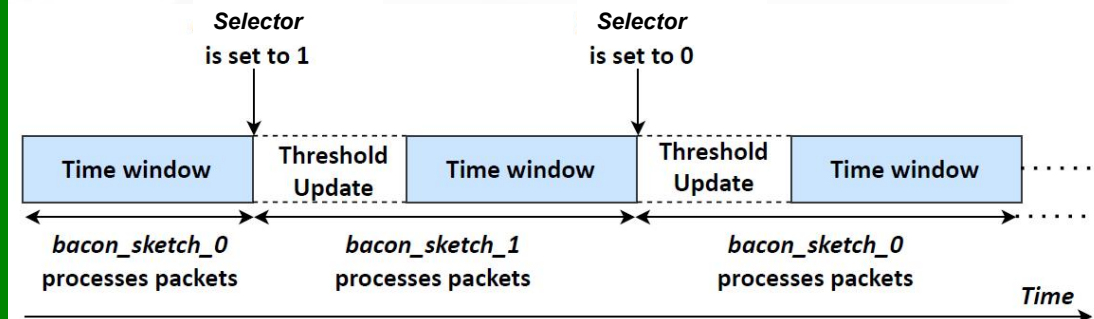 Selector
is set to 1
Selector
is set to 0
Time window
Threshold
Update
Time window
Threshold
Update
Time window
......
......
bacon_sketch_0
processes packets
bacon_sketch_1
processes packets
bacon_sketch_0
processes packets
Time